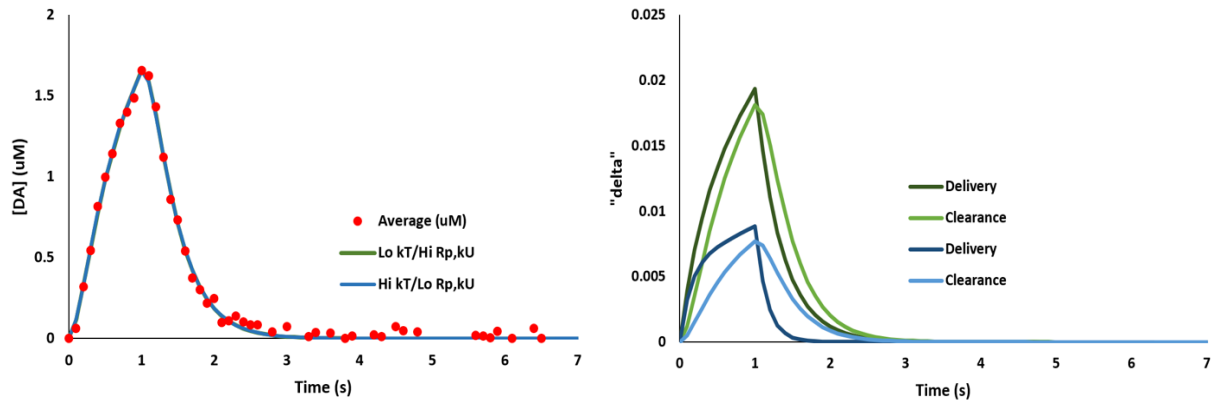 2
1.5
1
0.5
0
[DA] (uM)
Average (uM)
Lo kT/Hi Rp,kU
Hi kT/Lo Rp,kU
0 1 2 3 4 5 6 7
Time (s)
0.025
0.02
0.015
0.01
0.005
0
"delta"
Delivery
Clearance
Delivery
Clearance
0 1 2 3 4 5 6 7
Time (s)